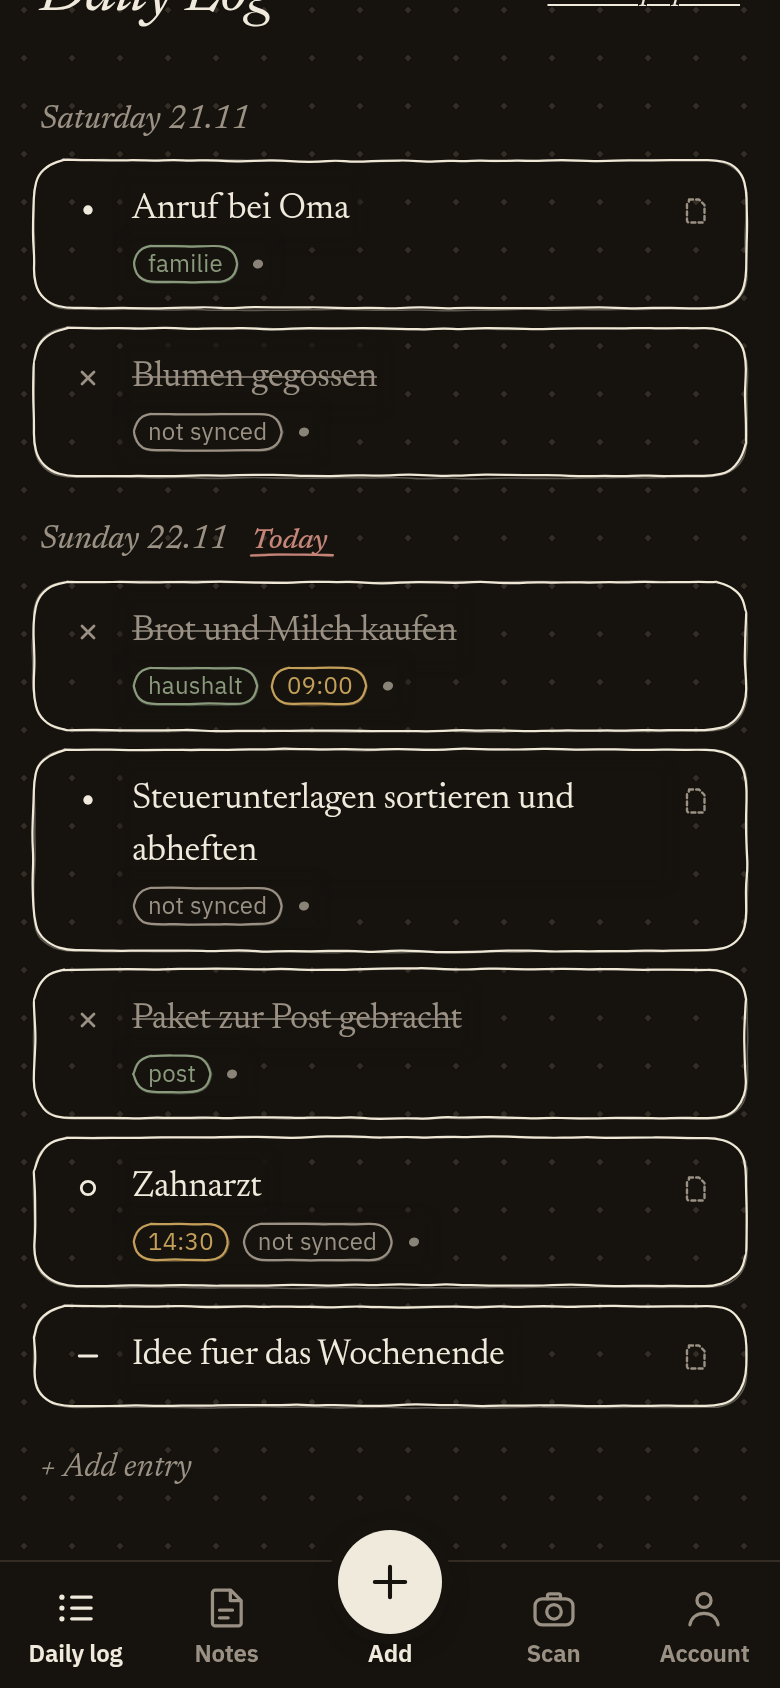 Daily Log
Saturday 21.11
• Anruf bei Oma
familie •
× Blumen gegossen
not synced •
Sunday 22.11 Today
× Brot und Milch kaufen
haushalt 09:00 •
• Steuerunterlagen sortieren und
abheften
not synced •
× Paket zur Post gebracht
post •
○ Zahnarzt
14:30 not synced •
– Idee fuer das Wochenende
+ Add entry
Daily log
Notes
Add
Scan
Account